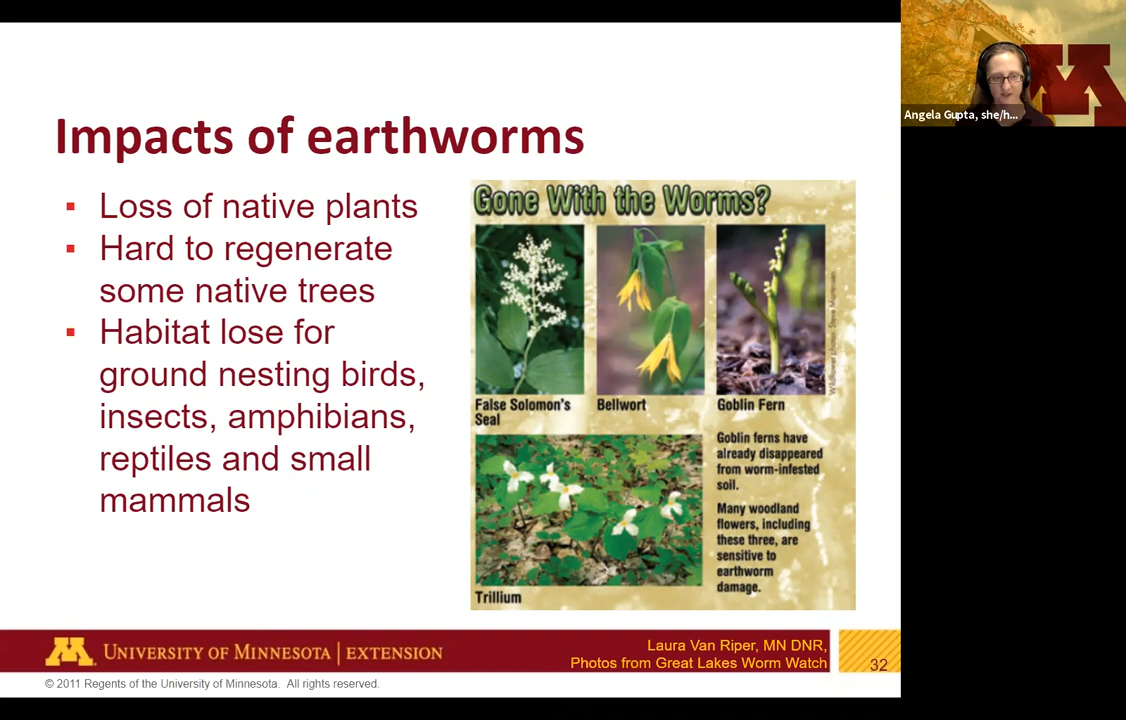 Impacts of earthworms
▪ Loss of native plants
▪ Hard to regenerate
some native trees
▪ Habitat lose for
ground nesting birds,
insects, amphibians,
reptiles and small
mammals
Gone With the Worms?
False Solomon's
Seal
Bellwort
Goblin Fern
Wildflower photos: Steve
Goblin ferns have
already disappeared
from worm-infested
soil.
Many woodland
flowers, including
these three, are
sensitive to
earthworm
damage.
Trillium
M
UNIVERSITY OF MINNESOTA | EXTENSION
Laura Van Riper, MN DNR,
Photos from Great Lakes Worm Watch
32
© 2011 Regents of the University of Minnesota. All rights reserved.
M
Angela Gupta, she/h...